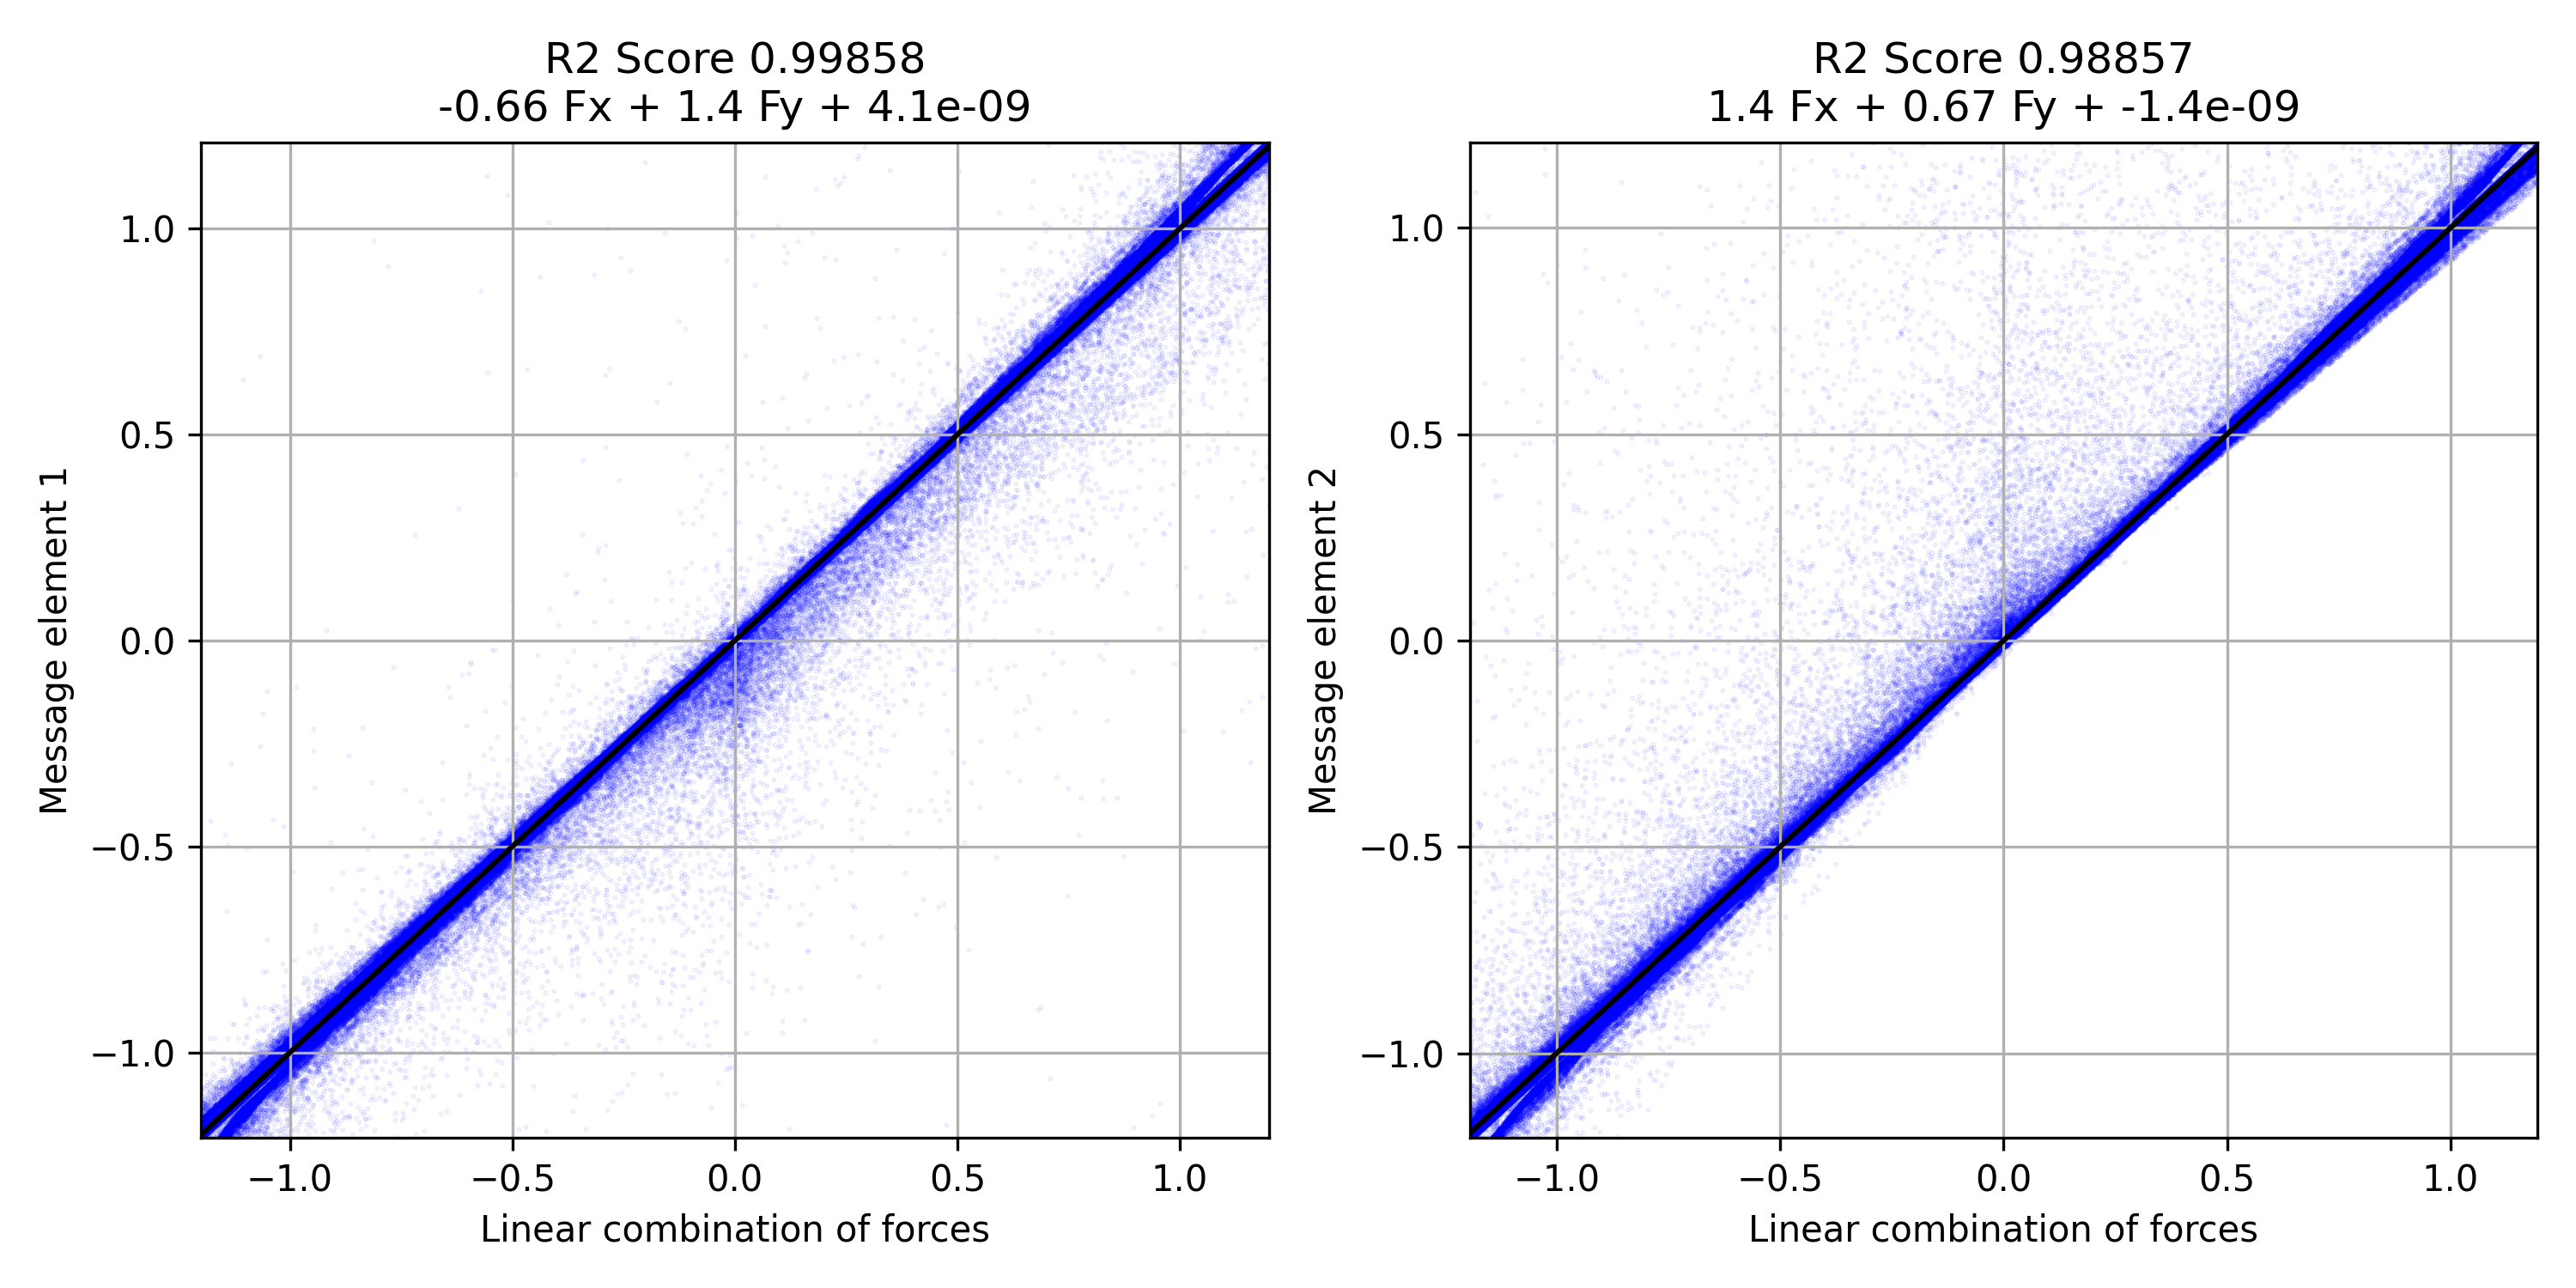 R2 Score 0.99858
-0.66 Fx + 1.4 Fy + 4.1e-09
Message element 1
1.0
0.5
0.0
−0.5
−1.0
−1.0 −0.5 0.0 0.5 1.0
Linear combination of forces
R2 Score 0.98857
1.4 Fx + 0.67 Fy + -1.4e-09
Message element 2
1.0
0.5
0.0
−0.5
−1.0
−1.0 −0.5 0.0 0.5 1.0
Linear combination of forces